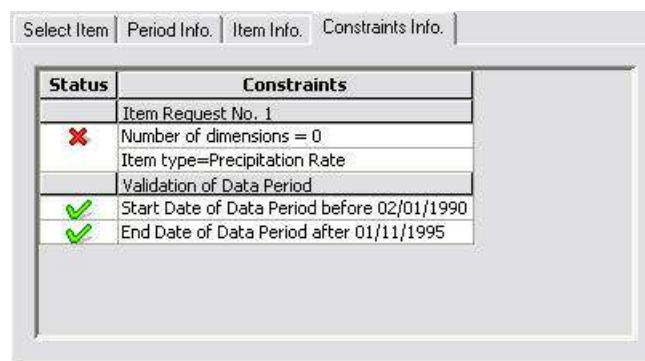 Select Item Period Info. Item Info. Constraints Info.
Status Constraints
Item Request No. 1
Number of dimensions = 0
Item type=Precipitation Rate
Validation of Data Period
Start Date of Data Period before 02/01/1990
End Date of Data Period after 01/11/1995